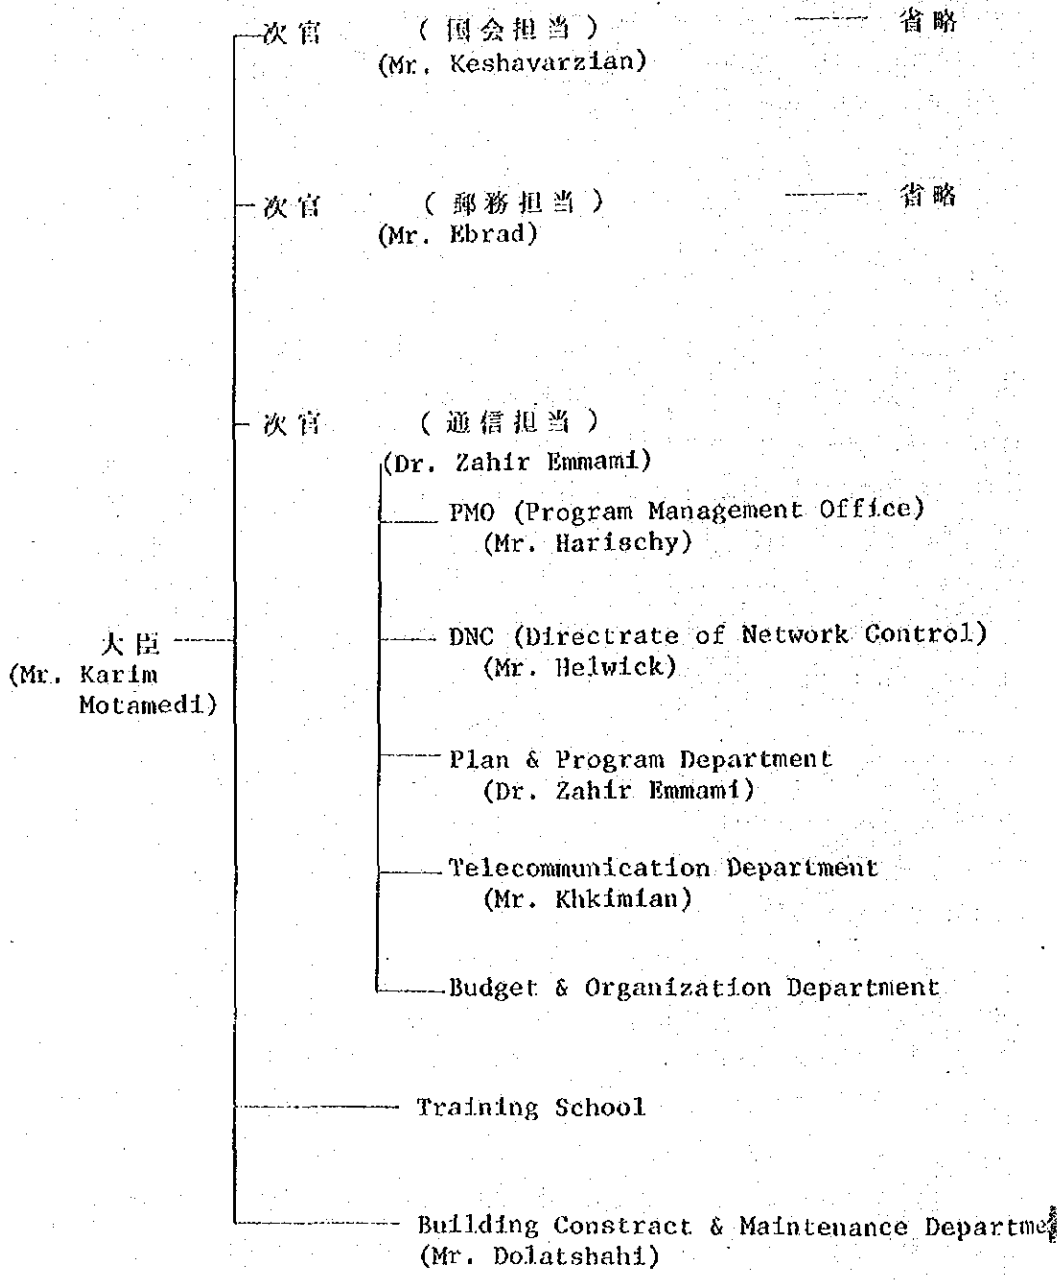 次官 (国会担当) 省略
(Mr. Keshavarzian)
次官 (郵務担当) 省略
(Mr. Ebrad)
次官 (通信担当)
(Dr. Zahir Emmami)
PMO (Program Management Office)
(Mr. Harischy)
大臣
(Mr. Karim
Motamedi)
DNC (Directrate of Network Control)
(Mr. Helwick)
Plan & Program Department
(Dr. Zahir Emmami)
Telecommunication Department
(Mr. Khkimian)
Budget & Organization Department
Training School
Building Constract & Maintenance Departme
(Mr. Dolatshahi)